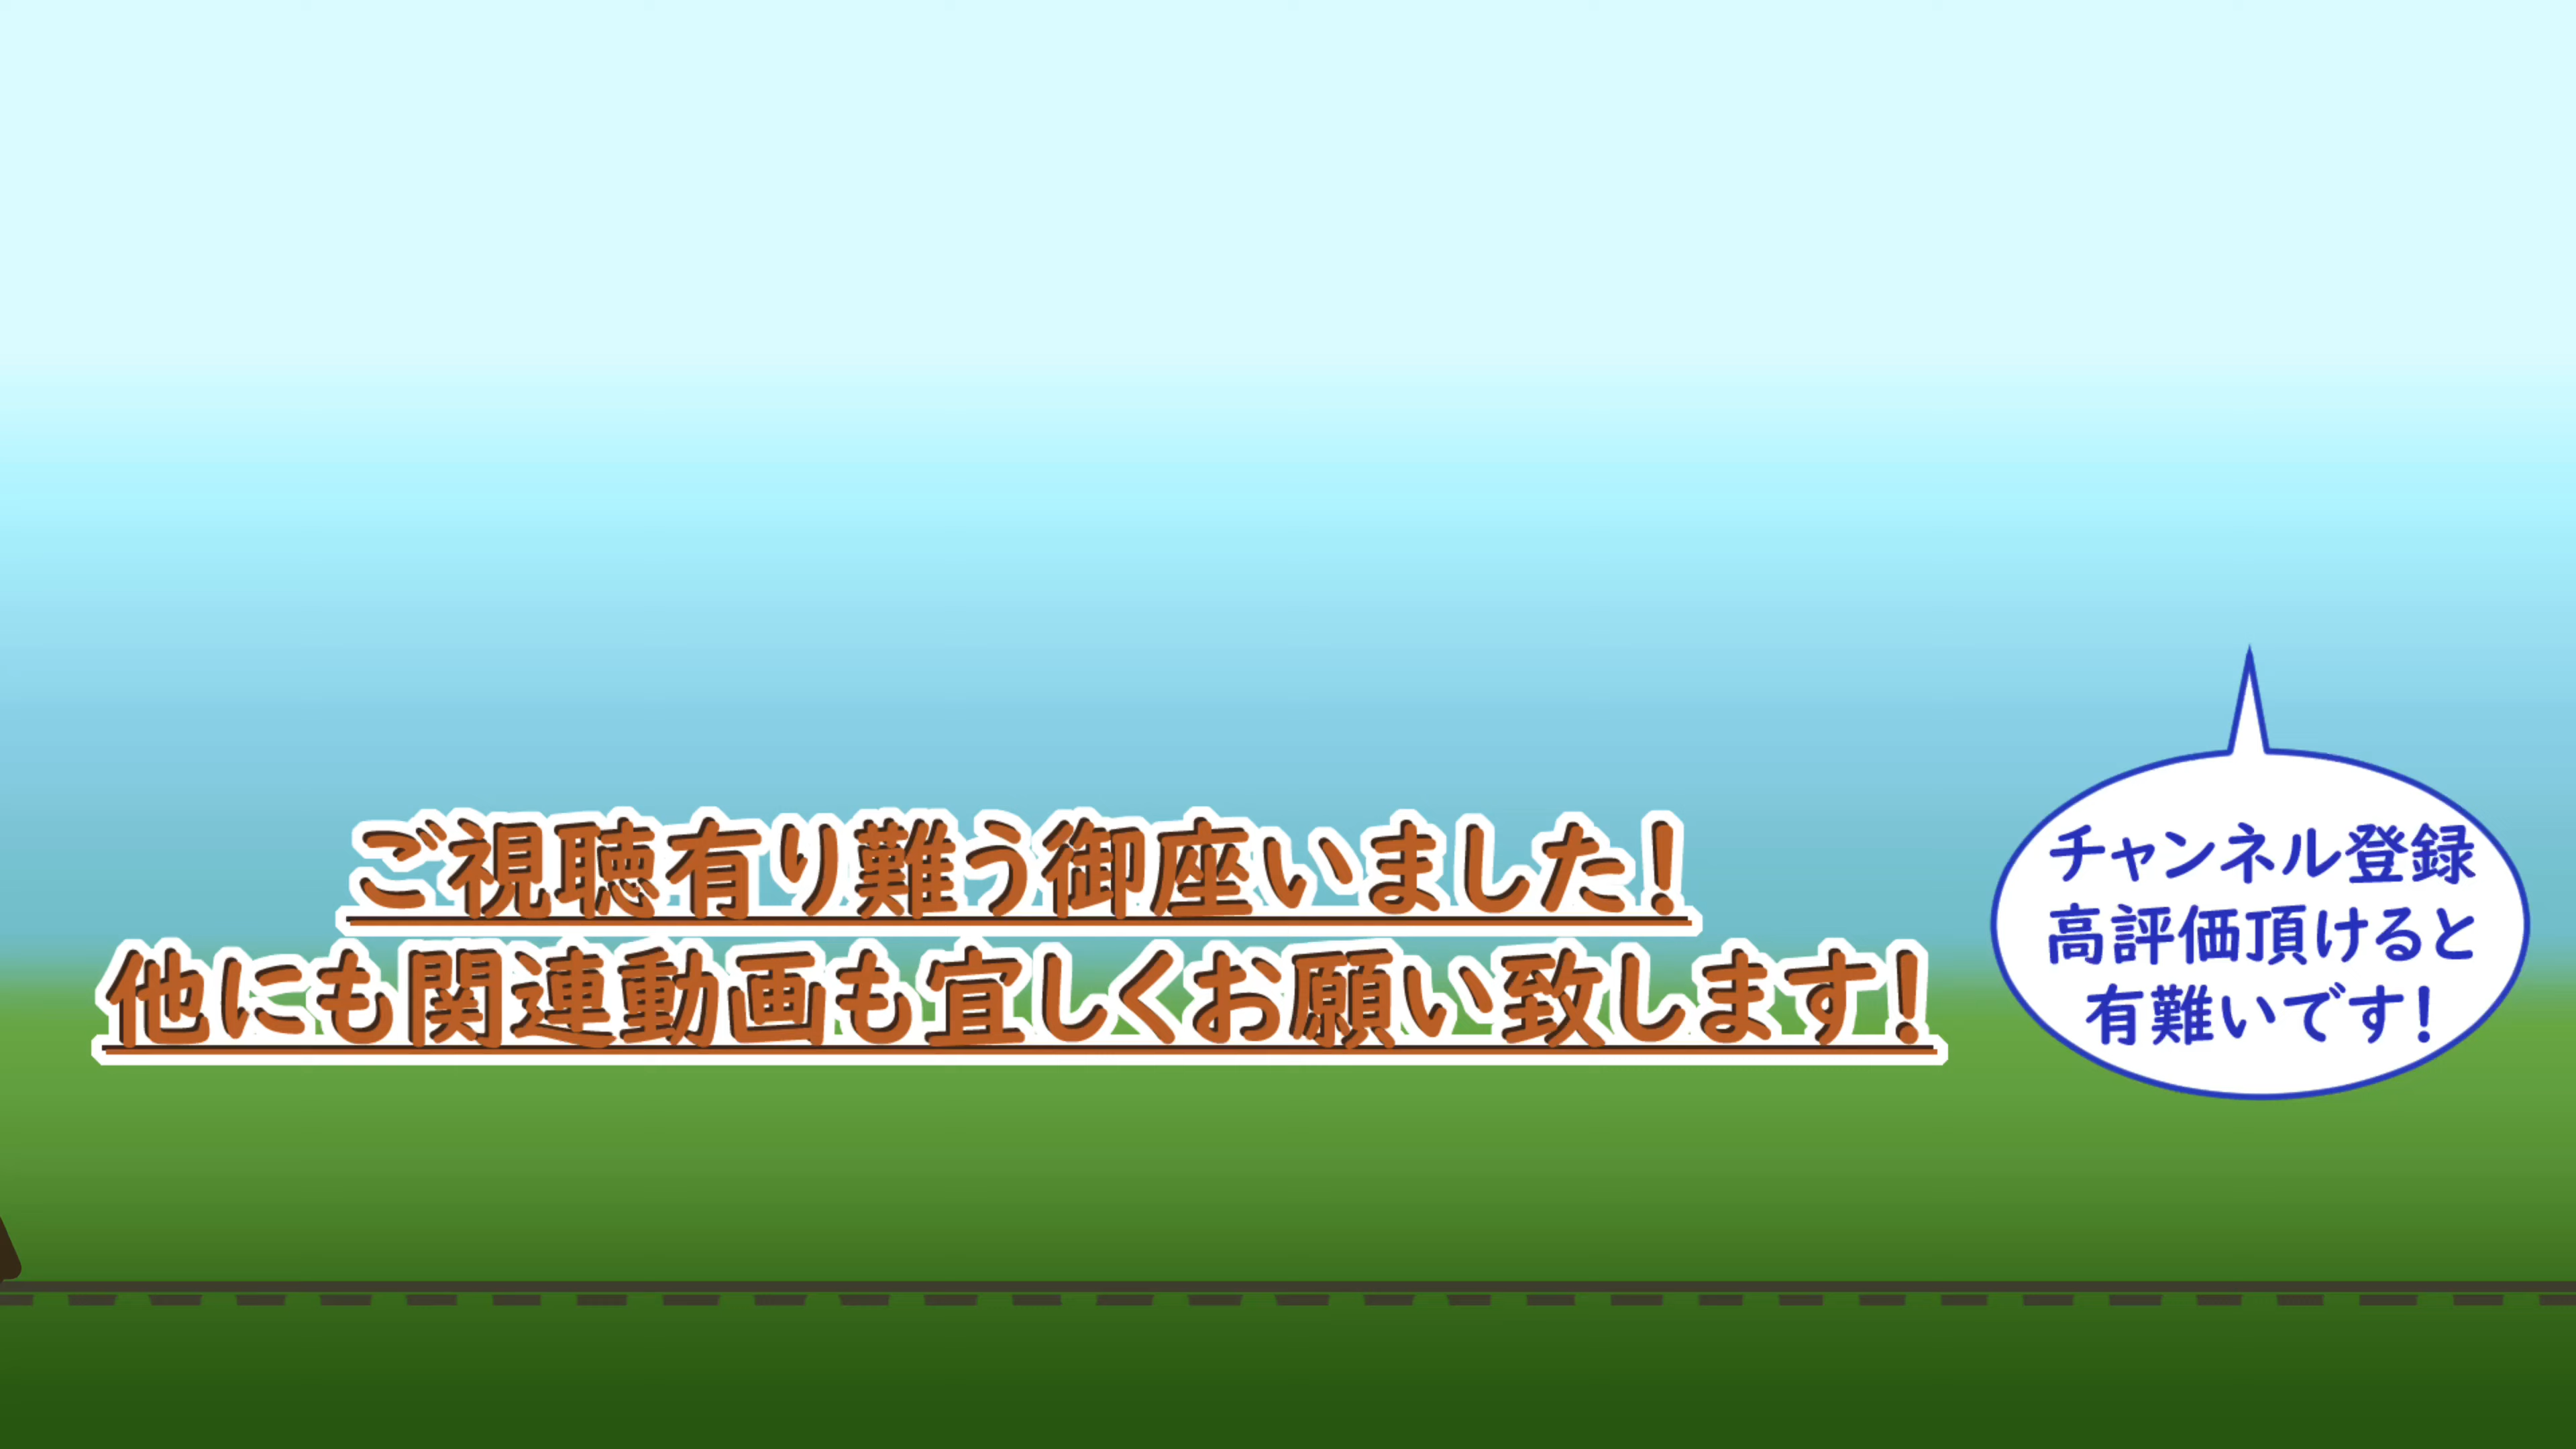 ご視聴有り難う御座いました!
他にも関連動画も宜しくお願い致します!
チャンネル登録
高評価頂けると
有難いです!